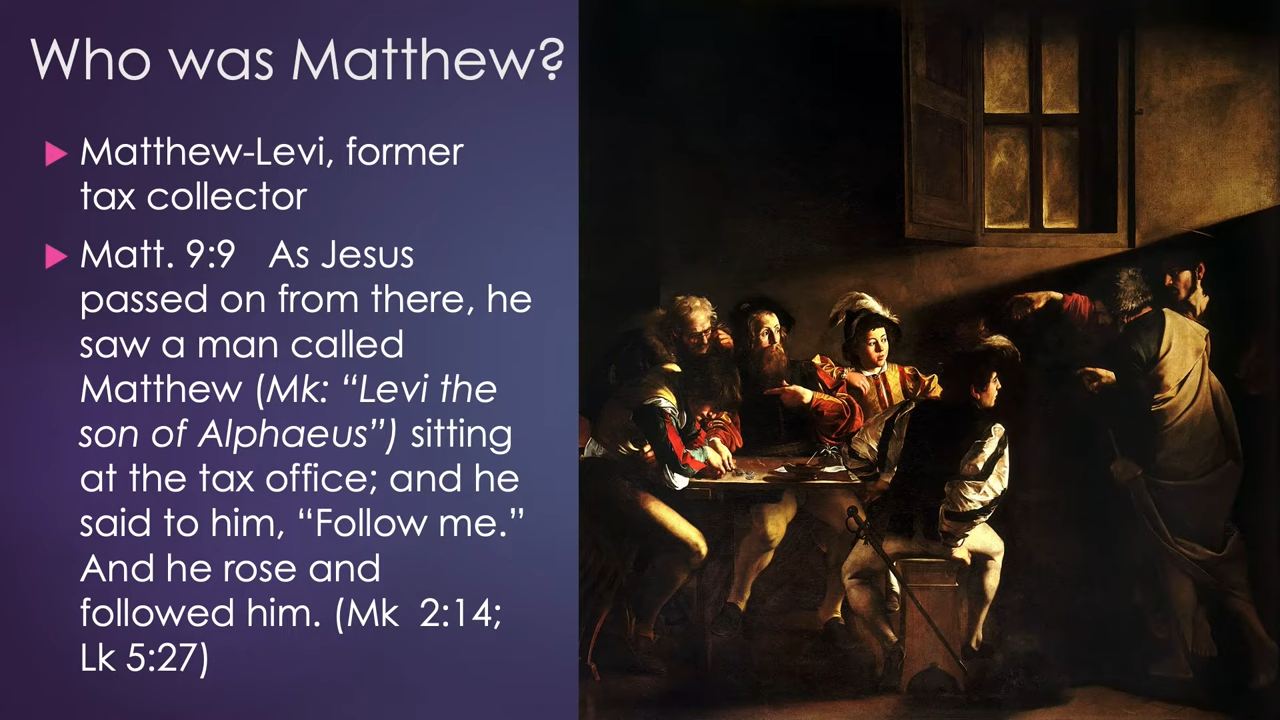 Who was Matthew?
Matthew-Levi, former
tax collector
Matt. 9:9   As Jesus
passed on from there, he
saw a man called
Matthew (Mk: “Levi the
son of Alphaeus”) sitting
at the tax office; and he
said to him, “Follow me.”
And he rose and
followed him. (Mk  2:14;
Lk 5:27)